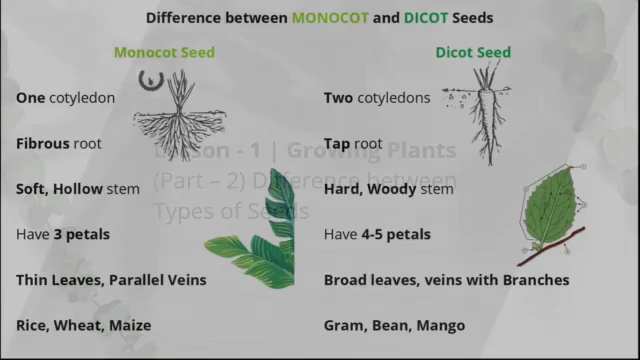 Difference between MONOCOT and DICOT Seeds
Monocot Seed
Dicot Seed
One cotyledon
Two cotyledons
Fibrous root
Tap root
Lesson - 1 | Growing Plants
(Part – 2) Difference between
Types of Seeds
Soft, Hollow stem
Hard, Woody stem
Have 3 petals
Have 4-5 petals
Thin Leaves, Parallel Veins
Broad leaves, veins with Branches
Rice, Wheat, Maize
Gram, Bean, Mango